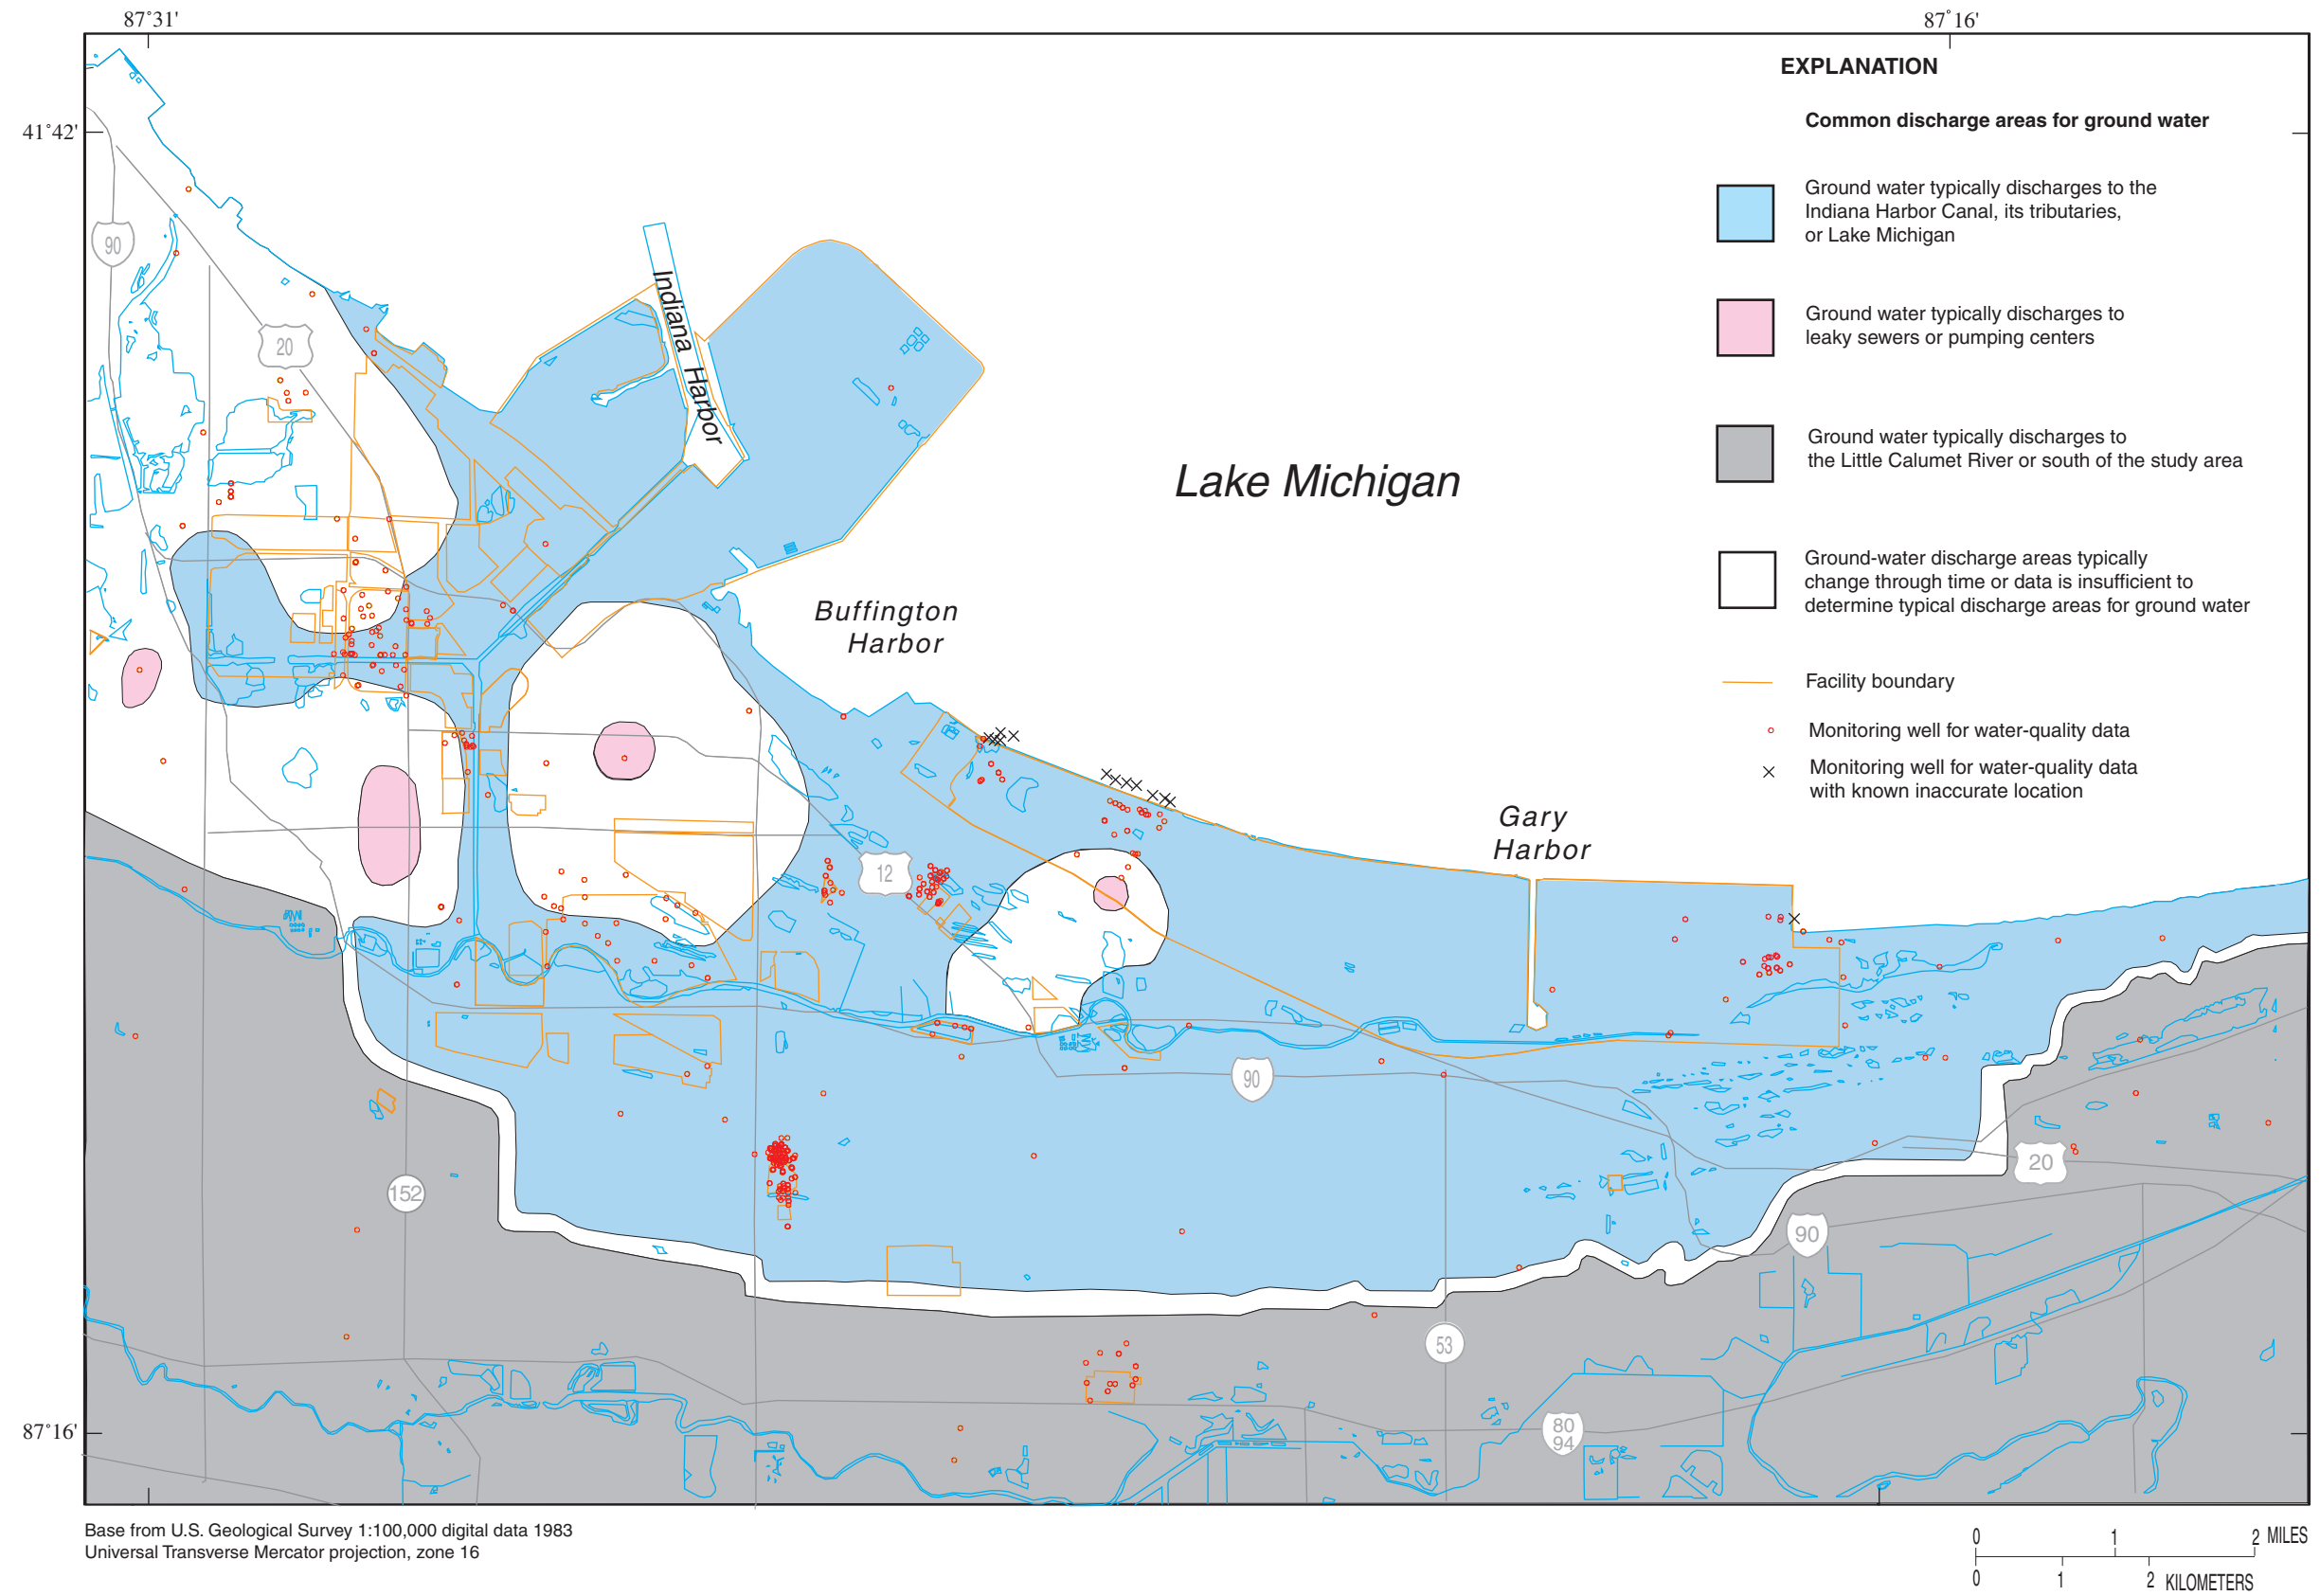 87°31'
87°16'
EXPLANATION
Common discharge areas for ground water
41°42'
Ground water typically discharges to the
Indiana Harbor Canal, its tributaries,
or Lake Michigan
90
Indiana Harbor
Ground water typically discharges to
leaky sewers or pumping centers
20
Ground water typically discharges to
the Little Calumet River or south of the study area
Lake Michigan
Ground-water discharge areas typically
change through time or data is insufficient to
determine typical discharge areas for ground water
Buffington
Harbor
Facility boundary
Monitoring well for water-quality data
Monitoring well for water-quality data
with known inaccurate location
Gary
Harbor
12
90
20
152
90
53
80
94
87°16'
Base from U.S. Geological Survey 1:100,000 digital data 1983
Universal Transverse Mercator projection, zone 16
0 1 2 MILES
0 1 2 KILOMETERS